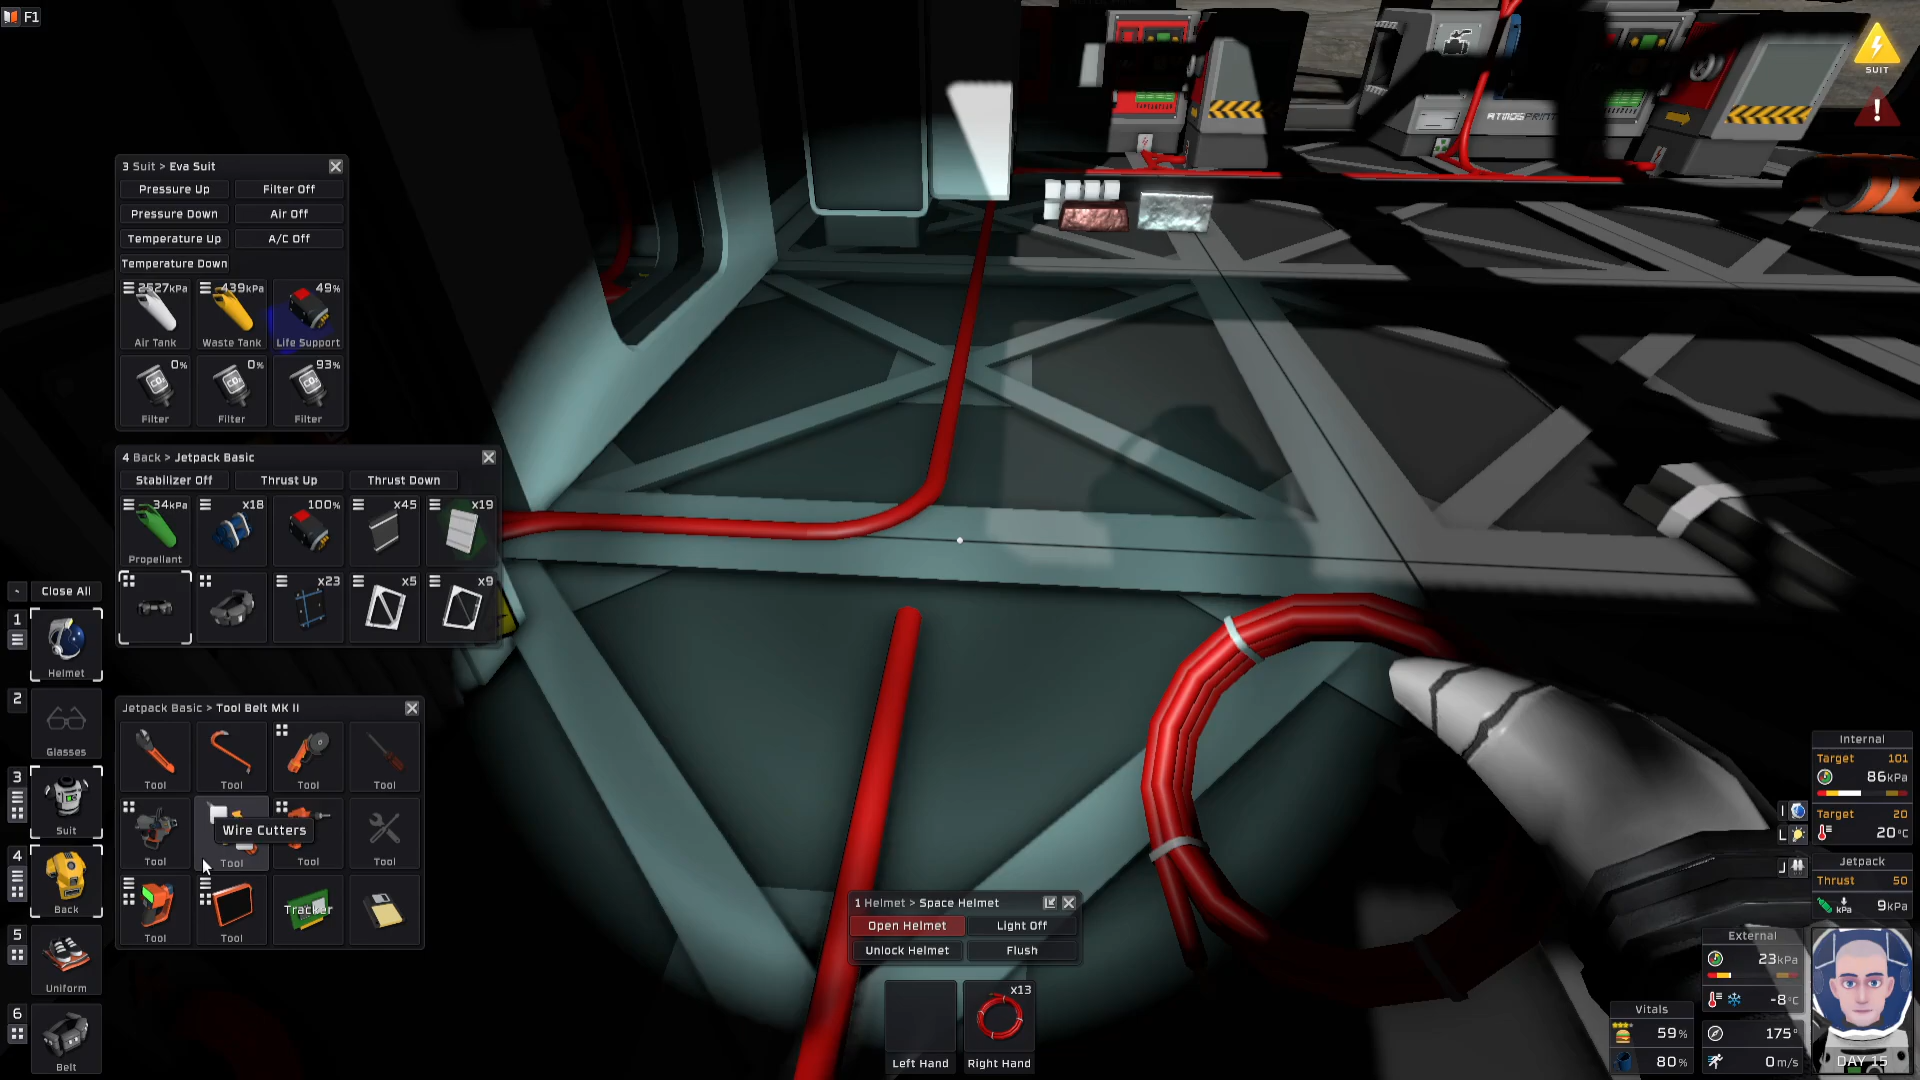 F1
SUIT
!
ATMOSPRINT
3 Suit > Eva Suit
Pressure Up
Filter Off
Pressure Down
Air Off
Temperature Up
A/C Off
Temperature Down
2527kPa
439kPa
49%
Air Tank
Waste Tank
Life Support
0%
0%
93%
Filter
Filter
Filter
4 Back > Jetpack Basic
Stabilizer Off
Thrust Up
Thrust Down
34kPa
x18
100%
x45
x19
Propellant
x23
x5
x9
~
Close All
1
Helmet
2
Glasses
3
Suit
4
Back
5
Uniform
6
Belt
Jetpack Basic > Tool Belt MK II
Tool
Tool
Tool
Tool
Wire Cutters
Tool
Tool
Tool
Tool
Tracker
Tool
Tool
1 Helmet > Space Helmet
Open Helmet
Light Off
Unlock Helmet
Flush
x13
Left Hand
Right Hand
Internal
Target 101
86kPa
Target 20
20°C
I
L
J
Jetpack
Thrust 50
kPa
9kPa
External
23kPa
-8°C
175°
0m/s
Vitals
59%
80%
DAY 15